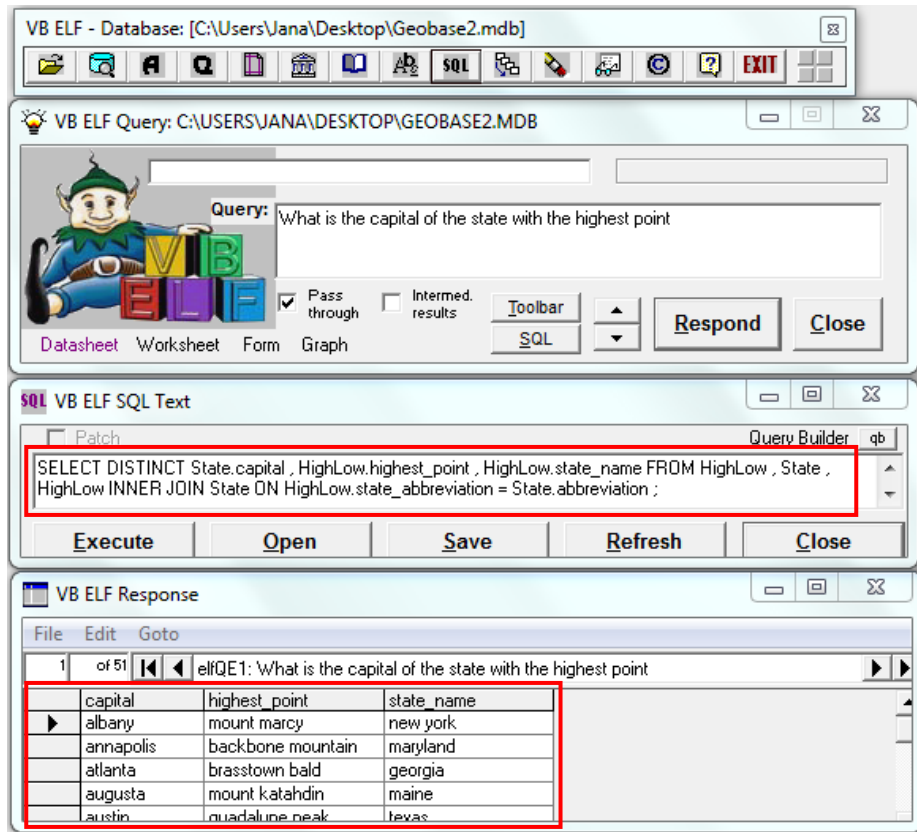 VB ELF - Database: [C:\Users\Jana\Desktop\Geobase2.mdb]
A Q A B 2 SQL © ? EXIT
VB ELF Query: C:\USERS\JANA\DESKTOP\GEOBASE2.MDB
Query:
What is the capital of the state with the highest point
VB
ELF
Pass through
Intermed. results
Toolbar
SQL
Respond
Close
Datasheet Worksheet Form Graph
SQL VB ELF SQL Text
Patch
Query Builder qb
SELECT DISTINCT State.capital , HighLow.highest_point , HighLow.state_name FROM HighLow , State ,
HighLow INNER JOIN State ON HighLow.state_abbreviation = State.abbreviation ;
Execute Open Save Refresh Close
VB ELF Response
File Edit Goto
1 of 51 elfQE1: What is the capital of the state with the highest point
capital highest_point state_name
albany mount marcy new york
annapolis backbone mountain maryland
atlanta brasstown bald georgia
augusta mount katahdin maine
austin guadalupe peak texas